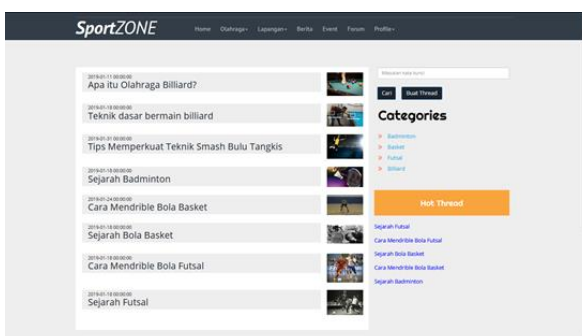 SportZONE
Home Olahraga Lapangan Berita Event Forum Profile
2019-01-11 00:00:00
Apa itu Olahraga Billiard?
2019-01-18 00:00:00
Teknik dasar bermain billiard
2019-01-31 00:00:00
Tips Memperkuat Teknik Smash Bulu Tangkis
2019-01-18 00:00:00
Sejarah Badminton
2019-01-24 00:00:00
Cara Mendrible Bola Basket
2019-01-18 00:00:00
Sejarah Bola Basket
2019-01-18 00:00:00
Cara Mendrible Bola Futsal
2019-01-18 00:00:00
Sejarah Futsal
Masukan kata kunci
Cari Buat Thread
Categories
Badminton
Basket
Futsal
Billiard
Hot Thread
Sejarah Futsal
Cara Mendrible Bola Futsal
Sejarah Bola Basket
Cara Mendrible Bola Basket
Sejarah Badminton